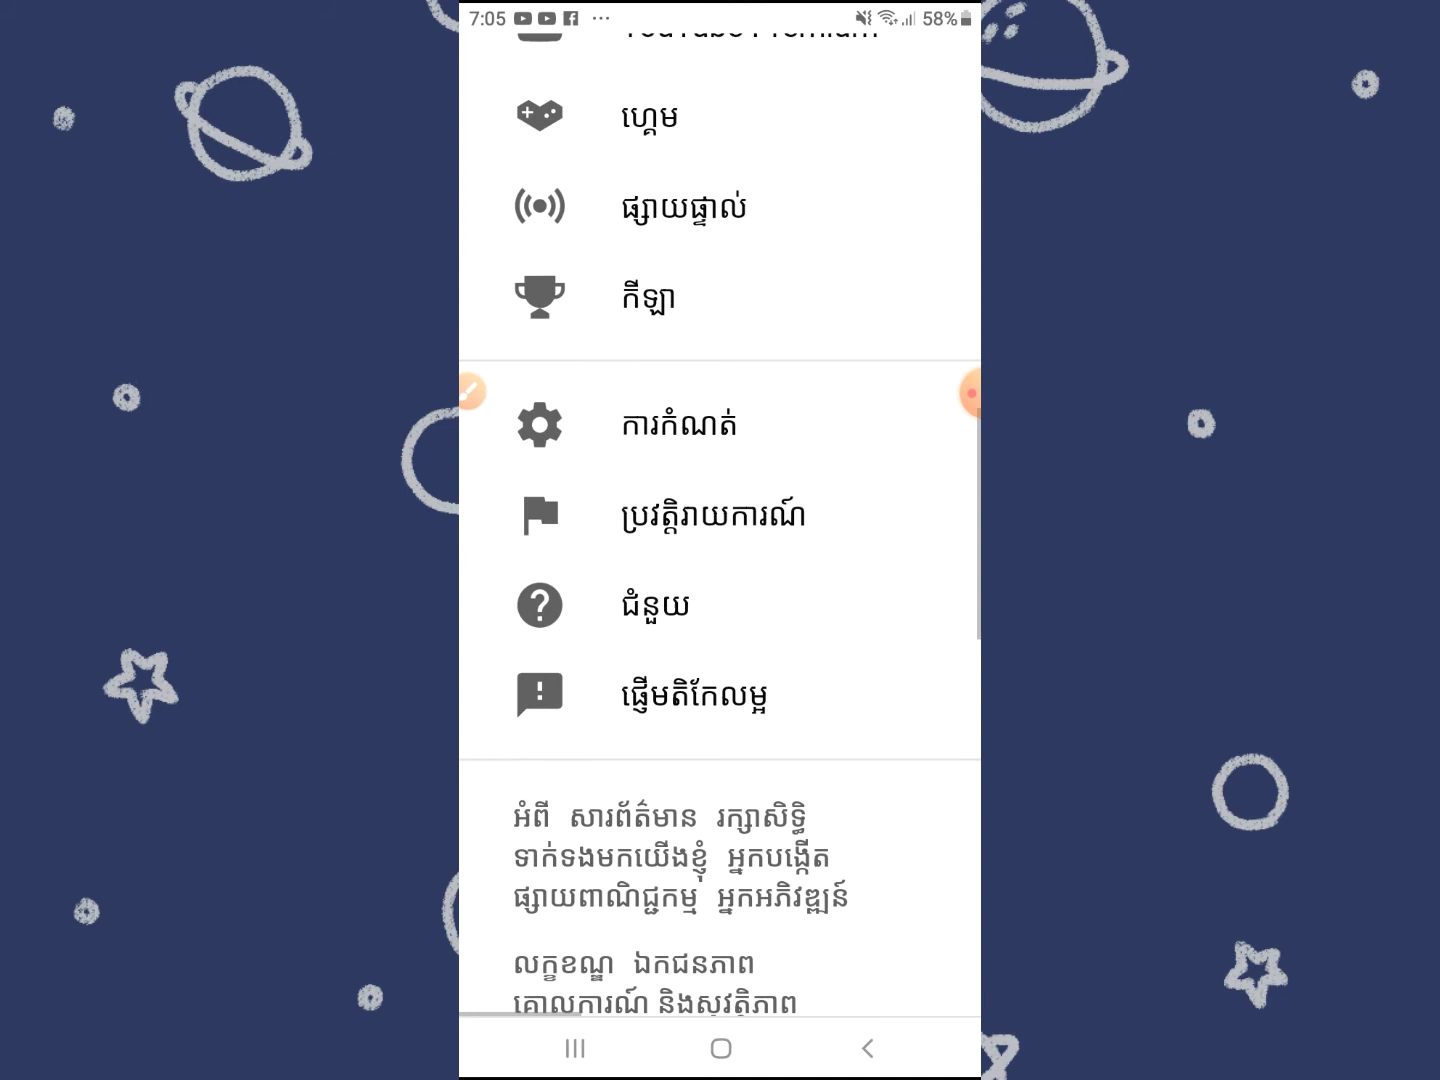 7:05 58%
YouTube Premium
ហ្គេម
ផ្សាយផ្ទាល់
កីឡា
ការកំណត់
ប្រវត្តិរាយការណ៍
ជំនួយ
ផ្ញើមតិកែលម្អ
អំពី សារព័ត៌មាន រក្សាសិទ្ធិ
ទាក់ទងមកយើងខ្ញុំ អ្នកបង្កើត
ផ្សាយពាណិជ្ជកម្ម អ្នកអភិវឌ្ឍន៍
លក្ខខណ្ឌ ឯកជនភាព
គោលការណ៍ និងសុវត្ថិភាព